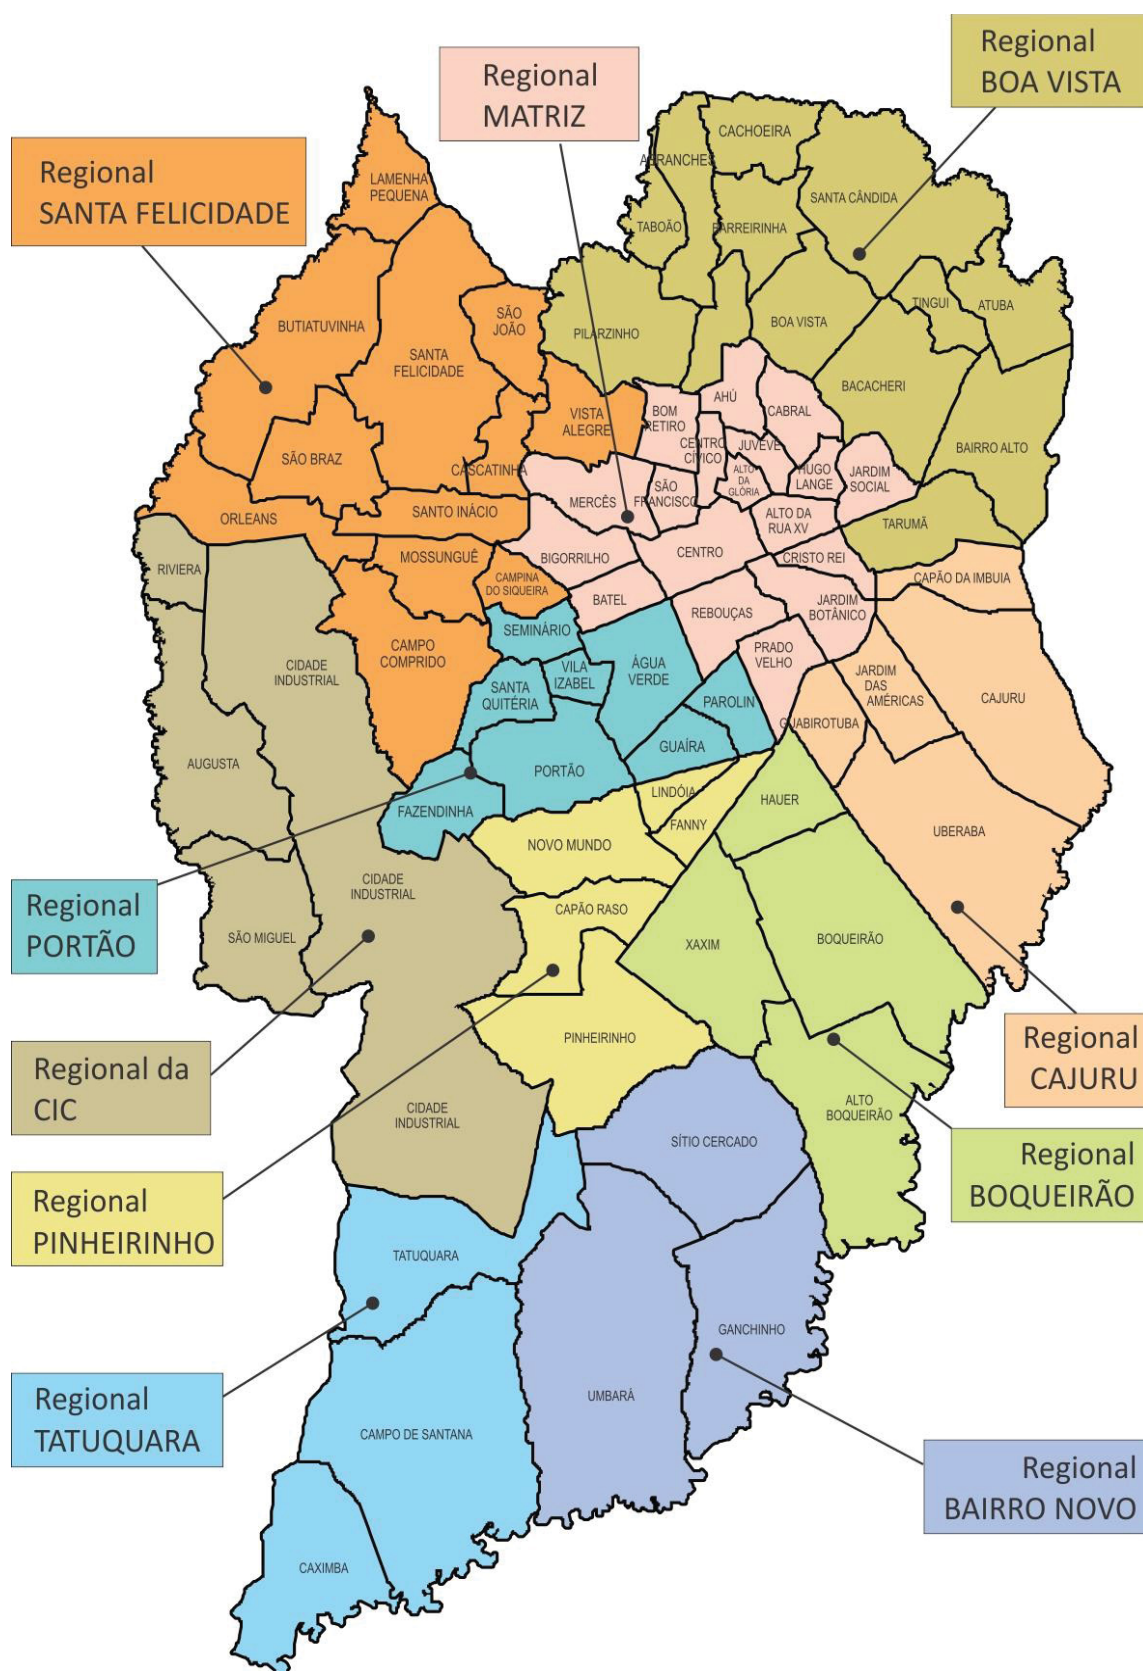 Regional
BOA VISTA
Regional
MATRIZ
Regional
SANTA FELICIDADE
CACHOEIRA
ABRANCHES
LAMENHA
PEQUENA
SANTA CÂNDIDA
TABOÃO
BARREIRINHA
TINGUI
ATUBA
SÃO
JOÃO
BUTIATUVINHA
BOA VISTA
PILARZINHO
SANTA
FELICIDADE
BACACHERI
AHÚ
CABRAL
VISTA
ALEGRE
BOM
RETIRO
CENTRO
CÍVICO
JUVEVÊ
BAIRRO ALTO
SÃO BRAZ
CASCATINHA
ALTO
DA
GLÓRIA
HUGO
LANGE
JARDIM
SOCIAL
MERCÊS
SÃO
FRANCISCO
SANTO INÁCIO
ALTO DA
RUA XV
TARUMÃ
ORLEANS
MOSSUNGUÊ
BIGORRILHO
CENTRO
CRISTO REI
RIVIERA
CAMPINA
DO SIQUEIRA
CAPÃO DA IMBUIA
BATEL
REBOUÇAS
JARDIM
BOTÂNICO
SEMINÁRIO
CAMPO
COMPRIDO
CIDADE
INDUSTRIAL
VILA
IZABEL
ÁGUA
VERDE
PRADO
VELHO
JARDIM
DAS
AMÉRICAS
CAJURU
SANTA
QUITÉRIA
PAROLIN
GUABIROTUBA
GUAÍRA
AUGUSTA
PORTÃO
LINDÓIA
HAUER
FAZENDINHA
FANNY
UBERABA
NOVO MUNDO
CIDADE
INDUSTRIAL
Regional
PORTÃO
CAPÃO RASO
SÃO MIGUEL
XAXIM
BOQUEIRÃO
PINHEIRINHO
Regional
CAJURU
Regional da
CIC
CIDADE
INDUSTRIAL
ALTO
BOQUEIRÃO
SÍTIO CERCADO
Regional
BOQUEIRÃO
Regional
PINHEIRINHO
TATUQUARA
GANCHINHO
UMBARÁ
Regional
TATUQUARA
CAMPO DE SANTANA
Regional
BAIRRO NOVO
CAXIMBA